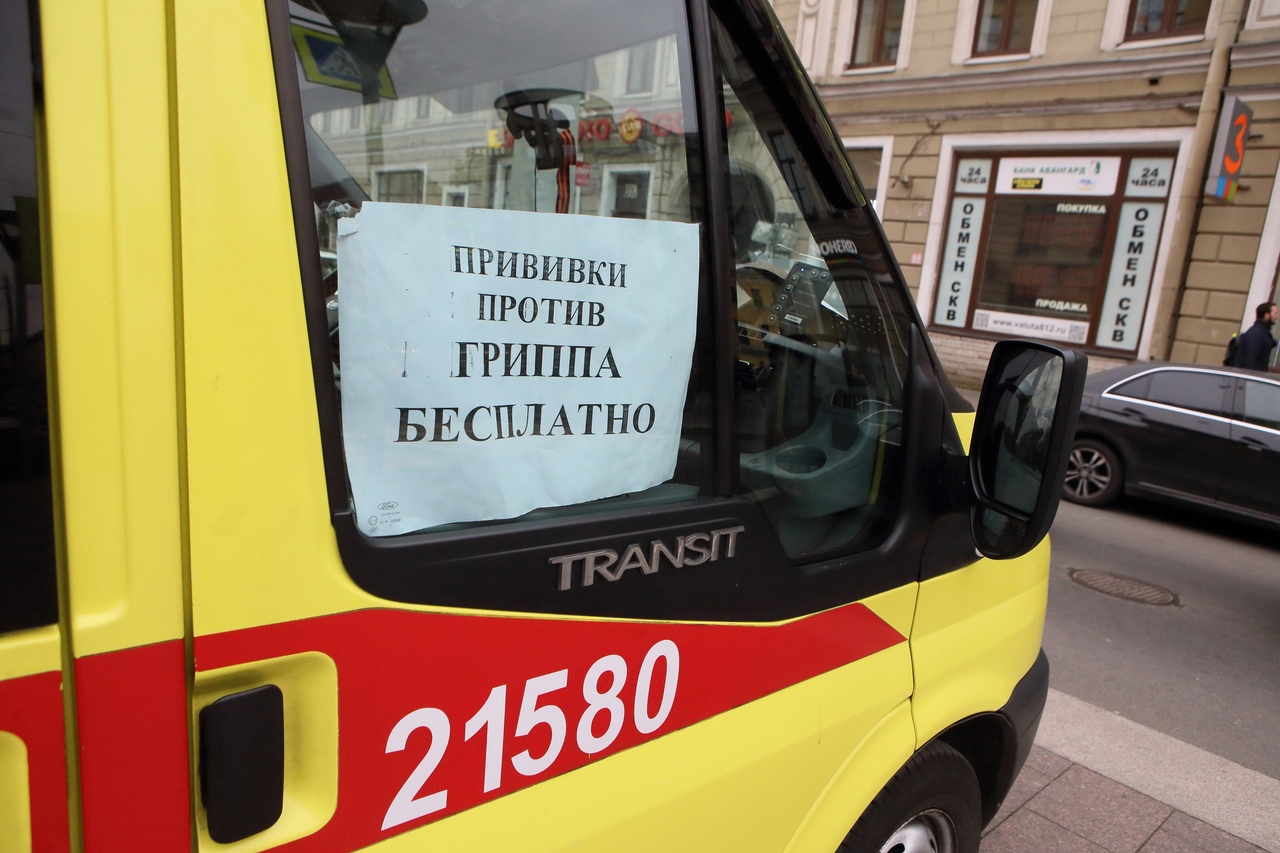 ПРИВИВКИ
ПРОТИВ
ГРИППА
БЕСПЛАТНО
Ford
TRANSIT
21580
24
часа
БАНК АВАНГАРД
24
часа
ПОКУПКА
ОБМЕН СКВ
ОБМЕН СКВ
ПРОДАЖА
www.valuta812.ru